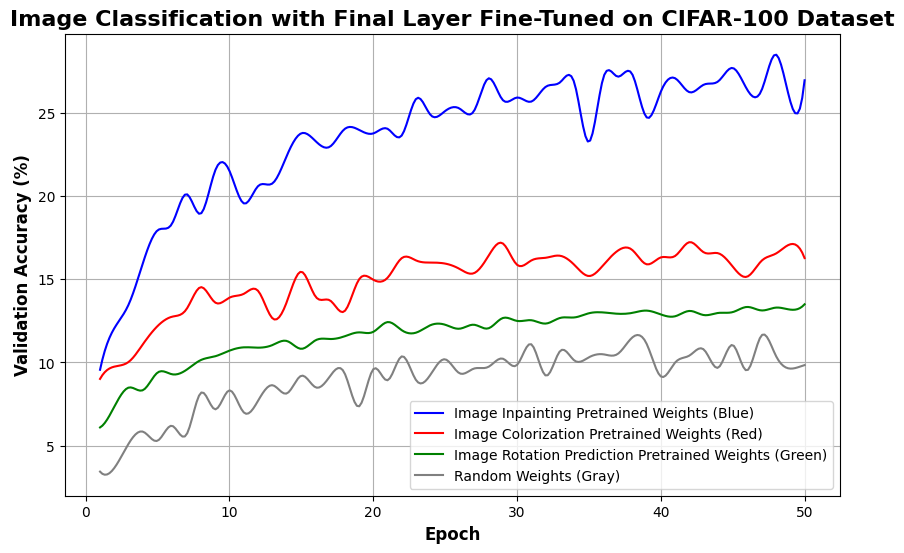 Image Classification with Final Layer Fine-Tuned on CIFAR-100 Dataset
Validation Accuracy (%)
25
20
15
10
5
0
10
20
30
40
50
Epoch
Image Inpainting Pretrained Weights (Blue)
Image Colorization Pretrained Weights (Red)
Image Rotation Prediction Pretrained Weights (Green)
Random Weights (Gray)